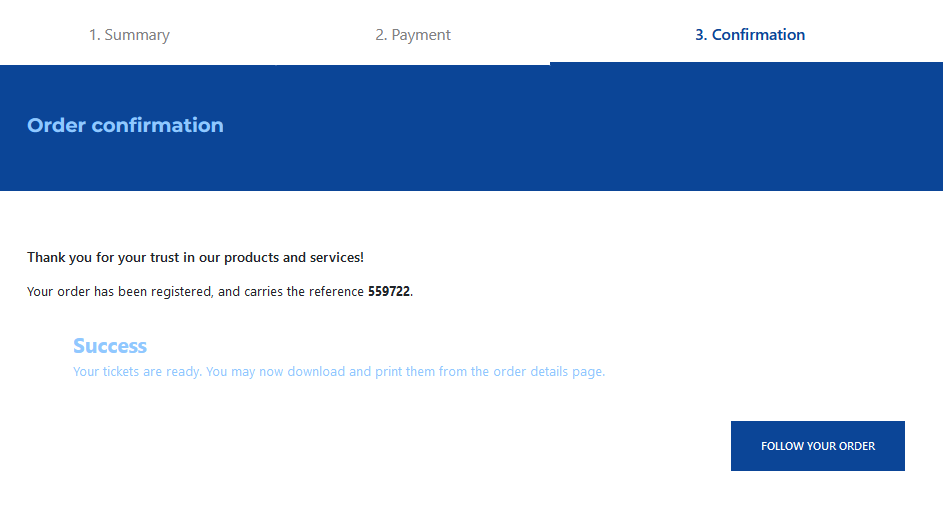 1. Summary
2. Payment
3. Confirmation
Order confirmation
Thank you for your trust in our products and services!
Your order has been registered, and carries the reference 559722.
Success
Your tickets are ready. You may now download and print them from the order details page.
FOLLOW YOUR ORDER